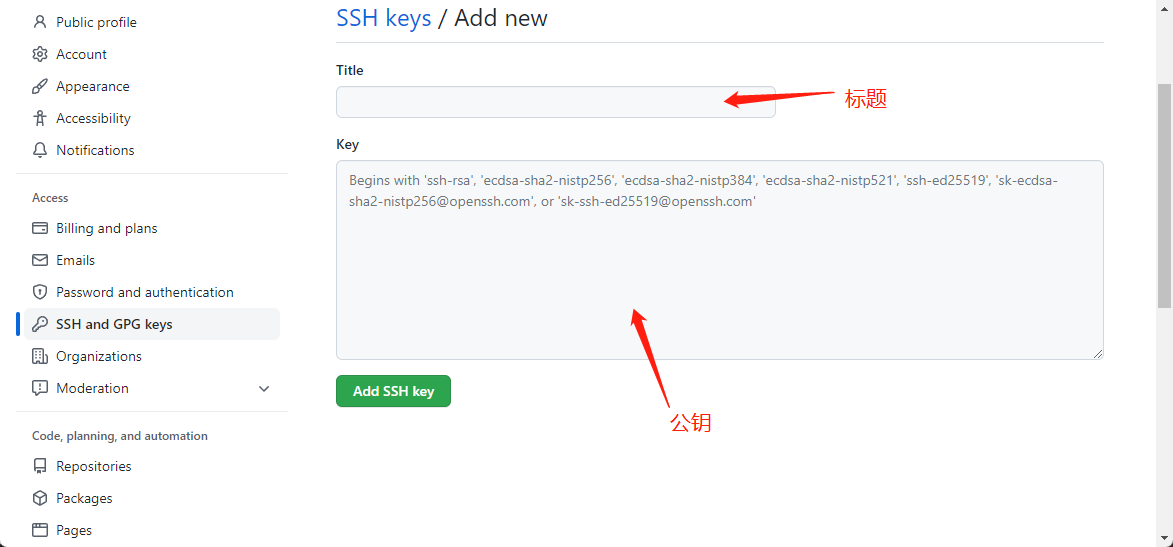 Public profile
Account
Appearance
Accessibility
Notifications
Access
Billing and plans
Emails
Password and authentication
SSH and GPG keys
Organizations
Moderation
Code, planning, and automation
Repositories
Packages
Pages
SSH keys / Add new
Title
标题
Key
Begins with 'ssh-rsa', 'ecdsa-sha2-nistp256', 'ecdsa-sha2-nistp384', 'ecdsa-sha2-nistp521', 'ssh-ed25519', 'sk-ecdsa-
sha2-nistp256@openssh.com', or 'sk-ssh-ed25519@openssh.com'
Add SSH key
公钥